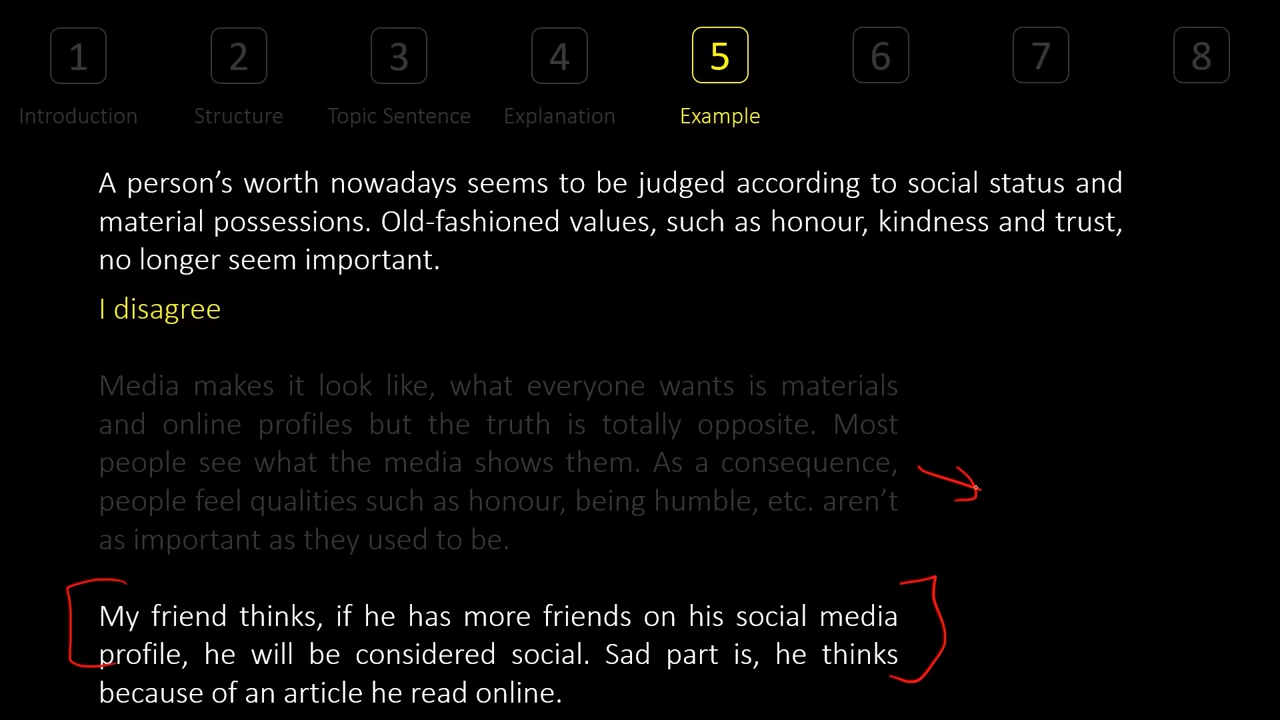 1 2 3 4 5 6 7 8
Introduction Structure Topic Sentence Explanation Example
A person’s worth nowadays seems to be judged according to social status and
material possessions. Old-fashioned values, such as honour, kindness and trust,
no longer seem important.
I disagree
Media makes it look like, what everyone wants is materials
and online profiles but the truth is totally opposite. Most
people see what the media shows them. As a consequence,
people feel qualities such as honour, being humble, etc. aren’t
as important as they used to be.
My friend thinks, if he has more friends on his social media
profile, he will be considered social. Sad part is, he thinks
because of an article he read online.